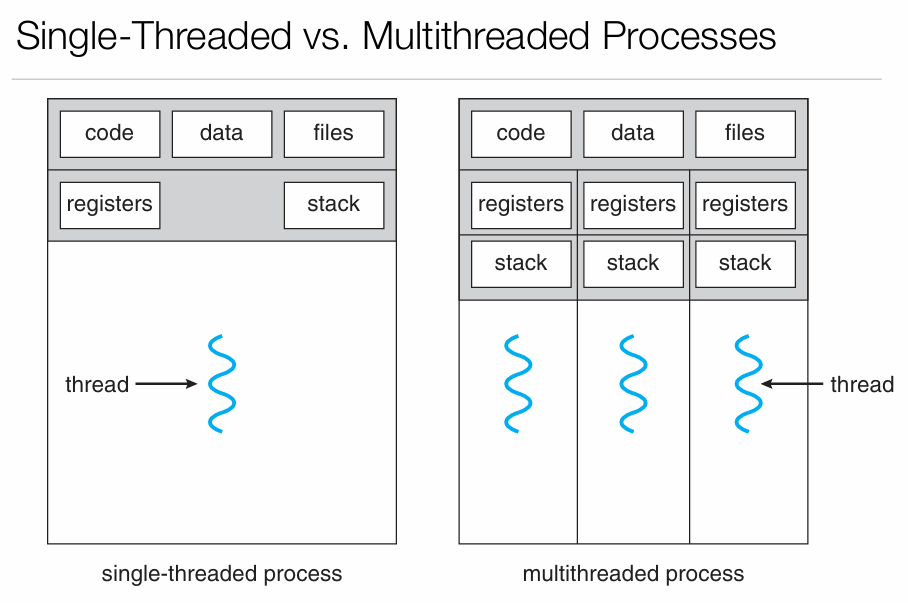 Single-Threaded vs. Multithreaded Processes
code data files
registers stack
thread
single-threaded process
code data files
registers registers registers
stack stack stack
thread
multithreaded process